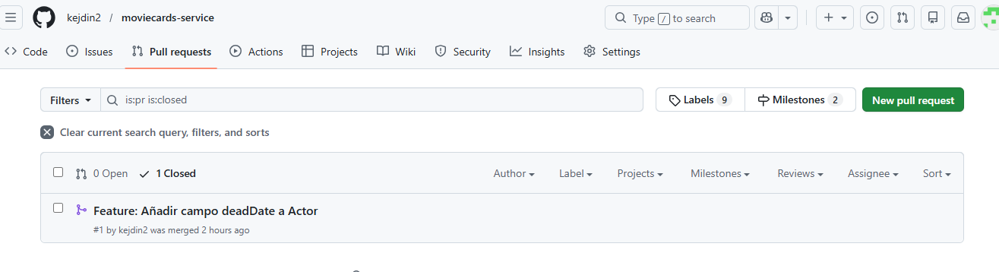 kejdin2 / moviecards-service Type / to search
Code Issues Pull requests Actions Projects Wiki Security Insights Settings
Filters is:pr is:closed Labels 9 Milestones 2 New pull request
Clear current search query, filters, and sorts
0 Open 1 Closed Author Label Projects Milestones Reviews Assignee Sort
Feature: Añadir campo deadDate a Actor
#1 by kejdin2 was merged 2 hours ago